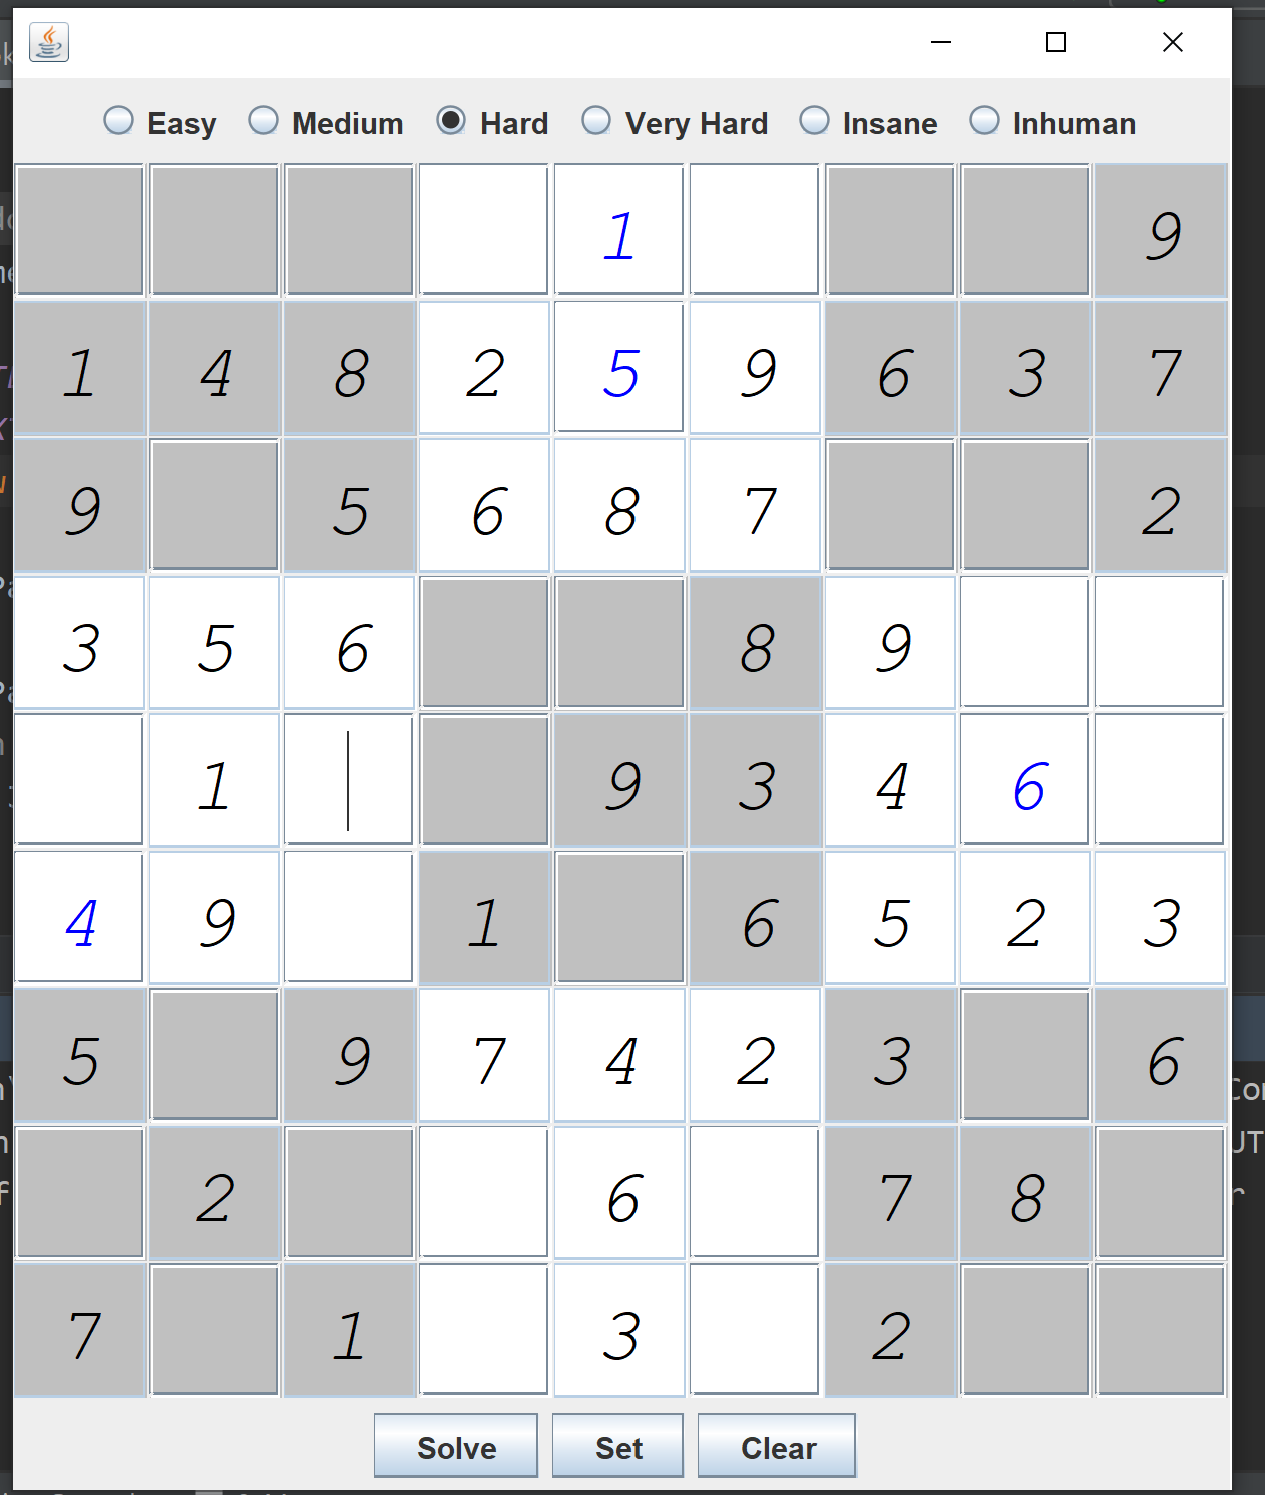 Easy Medium Hard Very Hard Insane Inhuman
1 9
1 4 8 2 5 9 6 3 7
9 5 6 8 7 2
3 5 6 8 9
1 9 3 4 6
4 9 1 6 5 2 3
5 9 7 4 2 3 6
2 6 7 8
7 1 3 2
Solve Set Clear